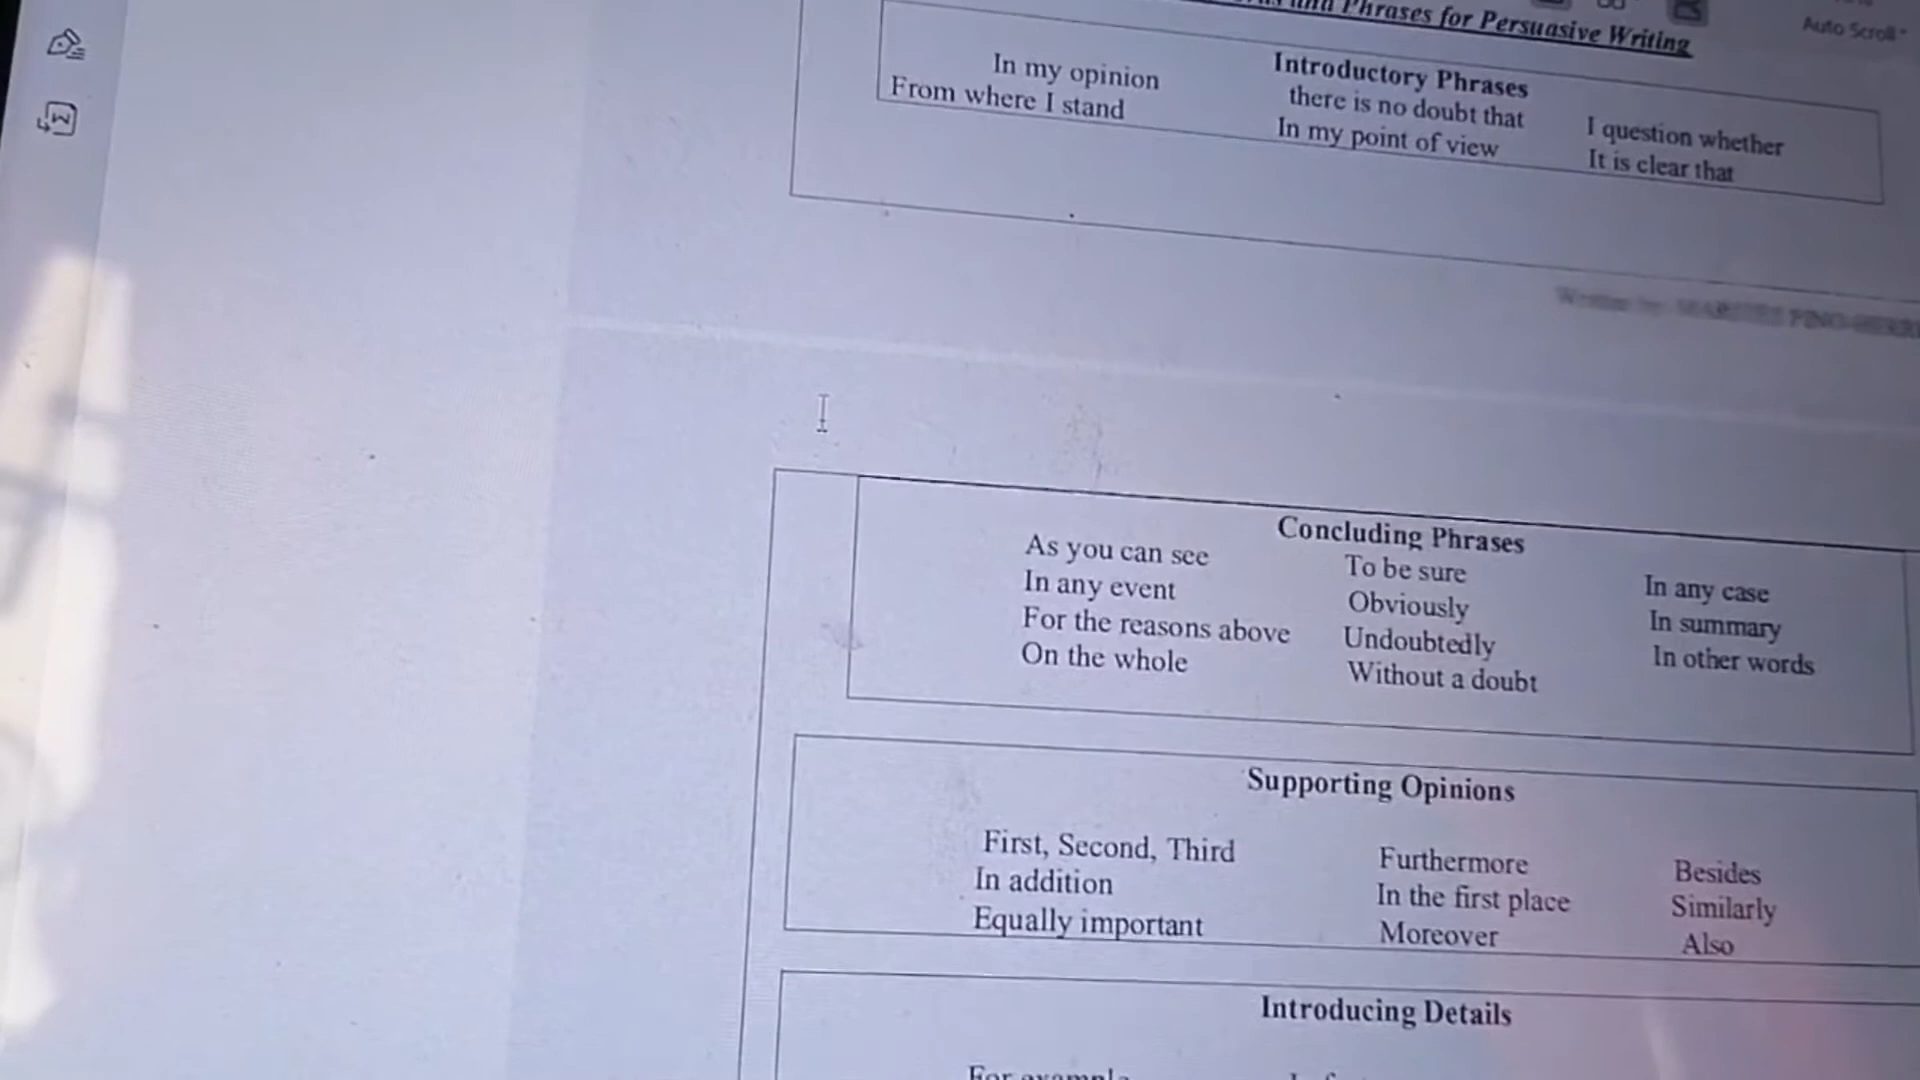 Phrases for Persuasive Writing
Auto Scroll
Introductory Phrases
In my opinion there is no doubt that I question whether
From where I stand In my point of view It is clear that
Concluding Phrases
As you can see To be sure In any case
In any event Obviously In summary
For the reasons above Undoubtedly In other words
On the whole Without a doubt
Supporting Opinions
First, Second, Third Furthermore Besides
In addition In the first place Similarly
Equally important Moreover Also
Introducing Details
For example